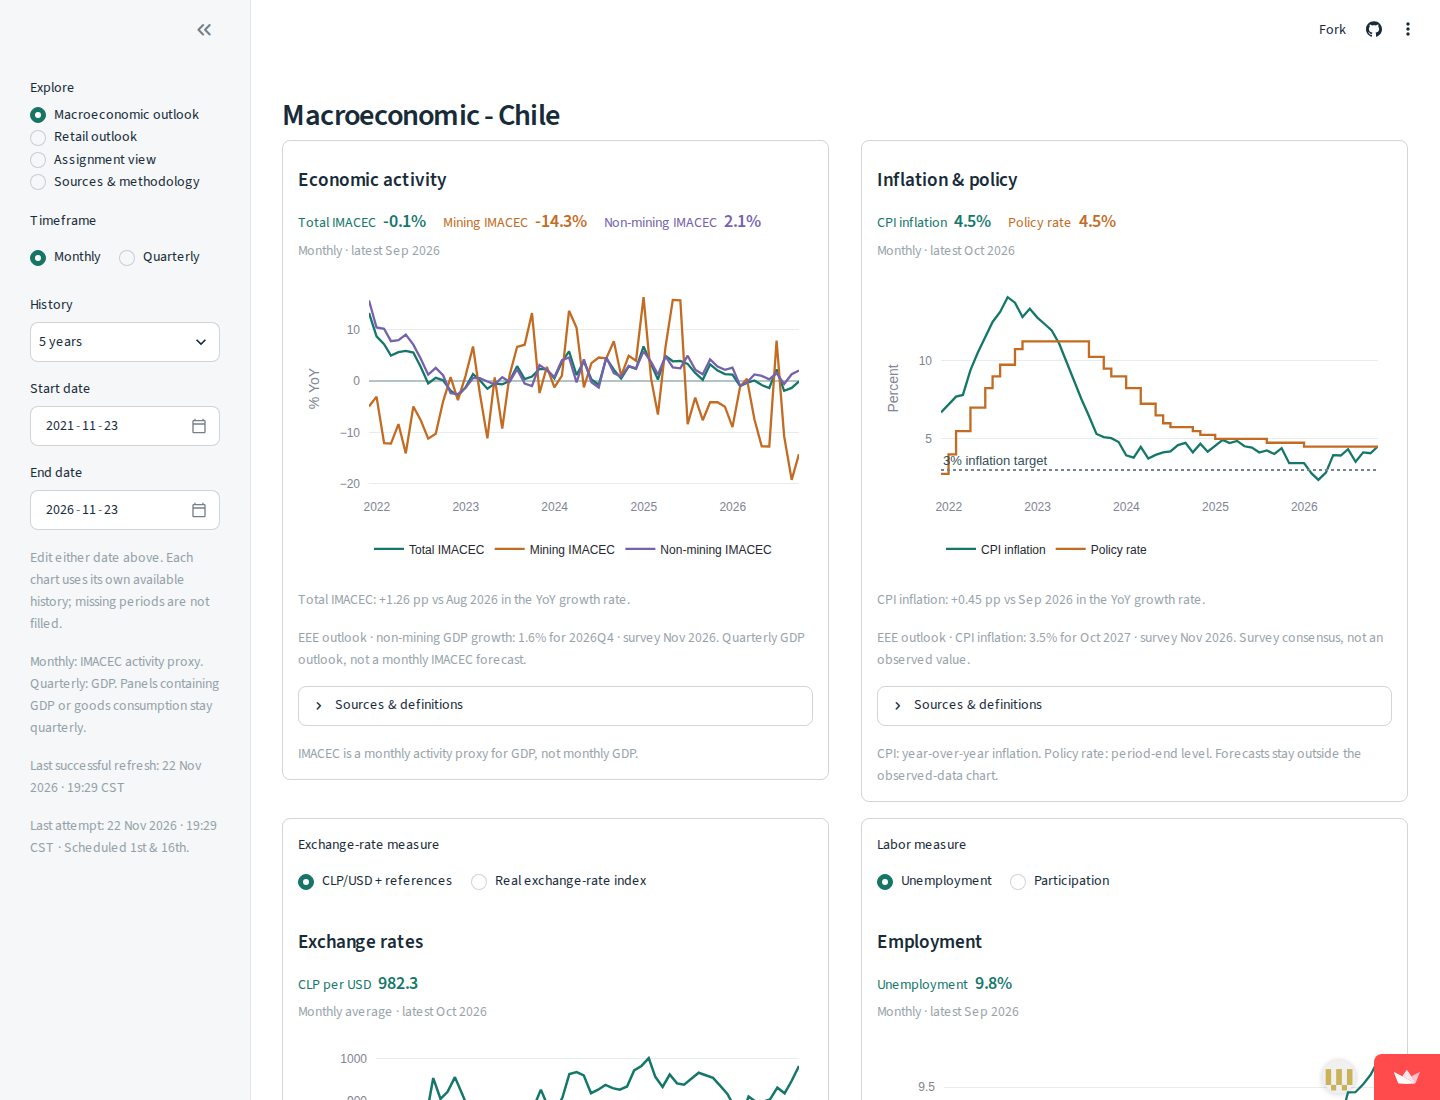 Fork
Explore
Macroeconomic outlook
Retail outlook
Assignment view
Sources & methodology
Timeframe
Monthly
Quarterly
History
5 years
Start date
2021-11-23
End date
2026-11-23
Edit either date above. Each
chart uses its own available
history; missing periods are not
filled.
Monthly: IMACEC activity proxy.
Quarterly: GDP. Panels containing
GDP or goods consumption stay
quarterly.
Last successful refresh: 22 Nov
2026 · 19:29 CST
Last attempt: 22 Nov 2026 · 19:29
CST · Scheduled 1st & 16th.
Macroeconomic - Chile
Economic activity
Total IMACEC -0.1% Mining IMACEC -14.3% Non-mining IMACEC 2.1%
Monthly · latest Sep 2026
% YoY
10
0
−10
−20
2022 2023 2024 2025 2026
Total IMACEC Mining IMACEC Non-mining IMACEC
Total IMACEC: +1.26 pp vs Aug 2026 in the YoY growth rate.
EEE outlook · non-mining GDP growth: 1.6% for 2026Q4 · survey Nov 2026. Quarterly GDP
outlook, not a monthly IMACEC forecast.
Sources & definitions
IMACEC is a monthly activity proxy for GDP, not monthly GDP.
Inflation & policy
CPI inflation 4.5% Policy rate 4.5%
Monthly · latest Oct 2026
Percent
10
5
3% inflation target
2022 2023 2024 2025 2026
CPI inflation Policy rate
CPI inflation: +0.45 pp vs Sep 2026 in the YoY growth rate.
EEE outlook · CPI inflation: 3.5% for Oct 2027 · survey Nov 2026. Survey consensus, not an
observed value.
Sources & definitions
CPI: year-over-year inflation. Policy rate: period-end level. Forecasts stay outside the
observed-data chart.
Exchange-rate measure
CLP/USD + references
Real exchange-rate index
Exchange rates
CLP per USD 982.3
Monthly average · latest Oct 2026
1000
900
Labor measure
Unemployment
Participation
Employment
Unemployment 9.8%
Monthly · latest Sep 2026
9.5